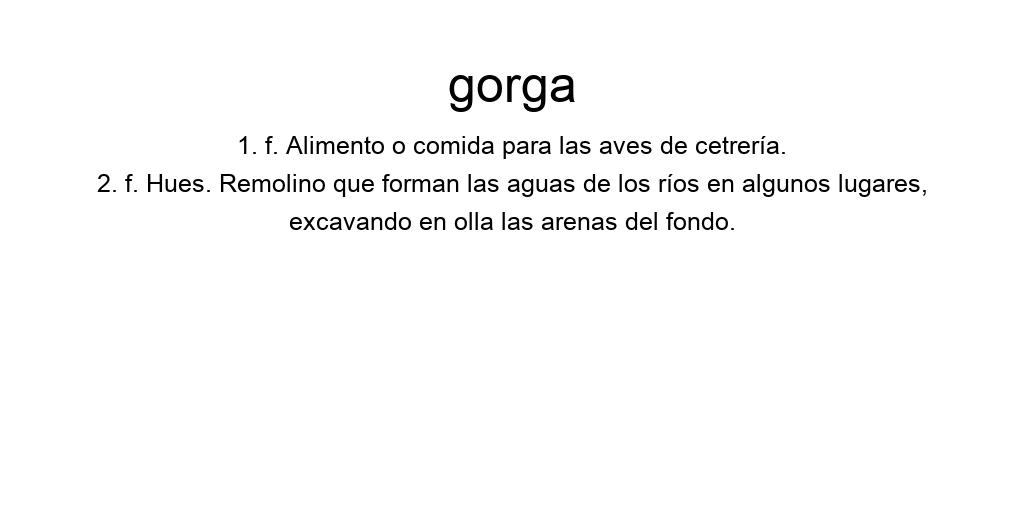 gorga
1. f. Alimento o comida para las aves de cetrería.
2. f. Hues. Remolino que forman las aguas de los ríos en algunos lugares,
excavando en olla las arenas del fondo.